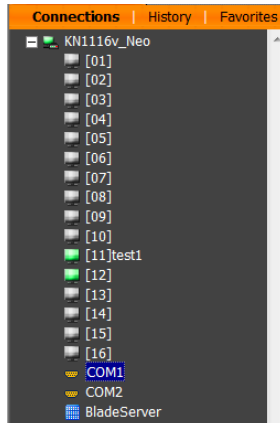 Connections | History | Favorites
KN1116v_Neo
[01]
[02]
[03]
[04]
[05]
[06]
[07]
[08]
[09]
[10]
[11]test1
[12]
[13]
[14]
[15]
[16]
COM1
COM2
BladeServer